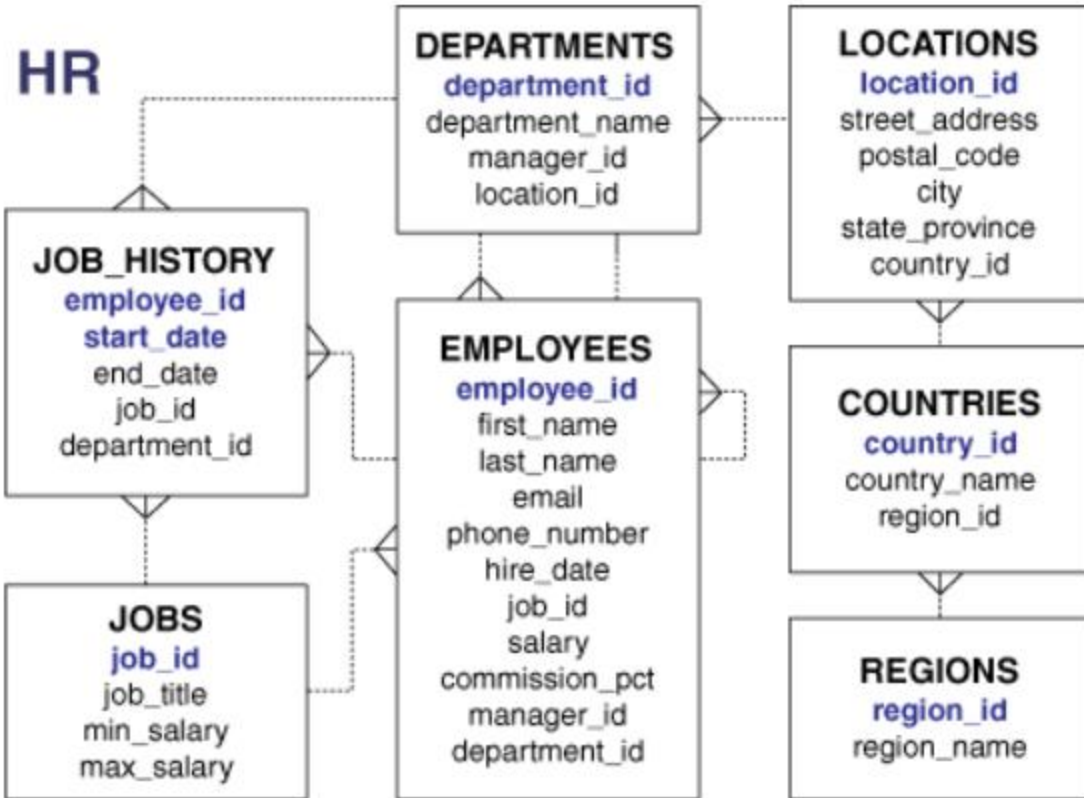 HR
DEPARTMENTS
department_id
department_name
manager_id
location_id
LOCATIONS
location_id
street_address
postal_code
city
state_province
country_id
JOB_HISTORY
employee_id
start_date
end_date
job_id
department_id
EMPLOYEES
employee_id
first_name
last_name
email
phone_number
hire_date
job_id
salary
commission_pct
manager_id
department_id
COUNTRIES
country_id
country_name
region_id
JOBS
job_id
job_title
min_salary
max_salary
REGIONS
region_id
region_name